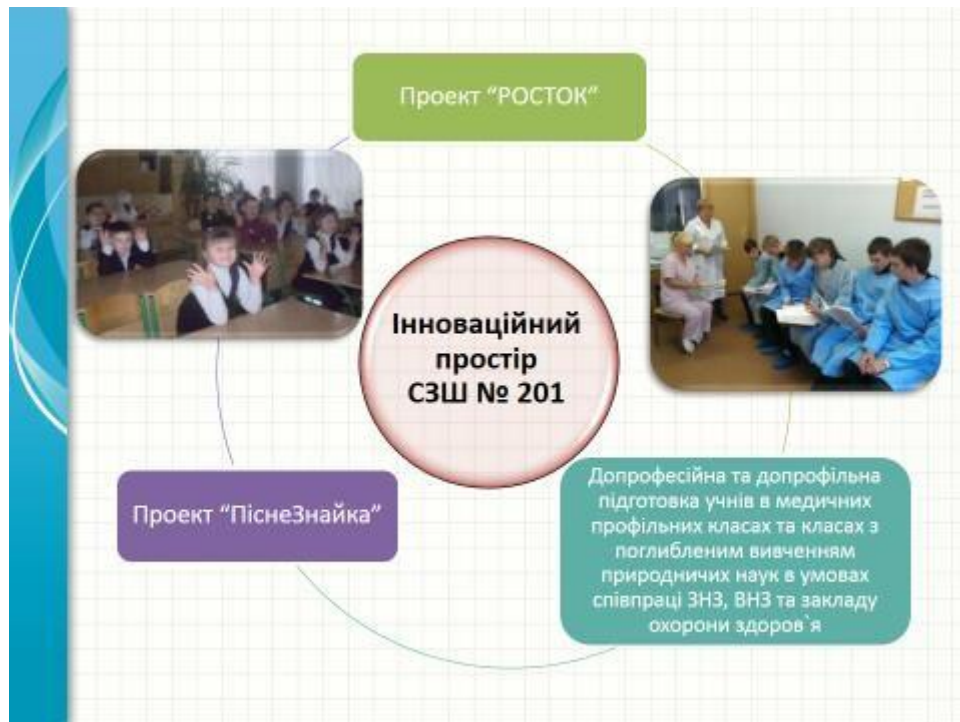 Проект “РОСТОК”
Інноваційний
простір
СЗШ № 201
Проект “ПіснеЗнайка”
Допрофесійна та допрофільна
підготовка учнів в медичних
профільних класах та класах з
поглибленим вивченням
природничих наук в умовах
співпраці ЗНЗ, ВНЗ та закладу
охорони здоров`я